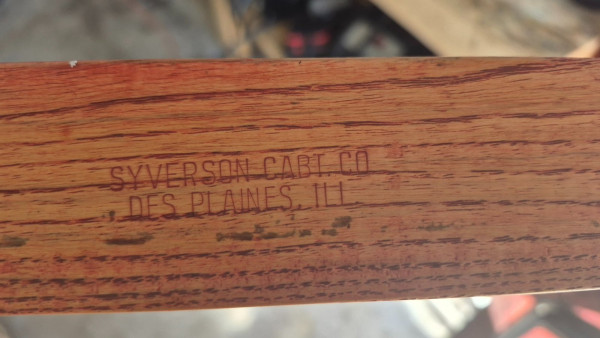 SYVERSON CABT. CO
DES PLAINES, ILL.